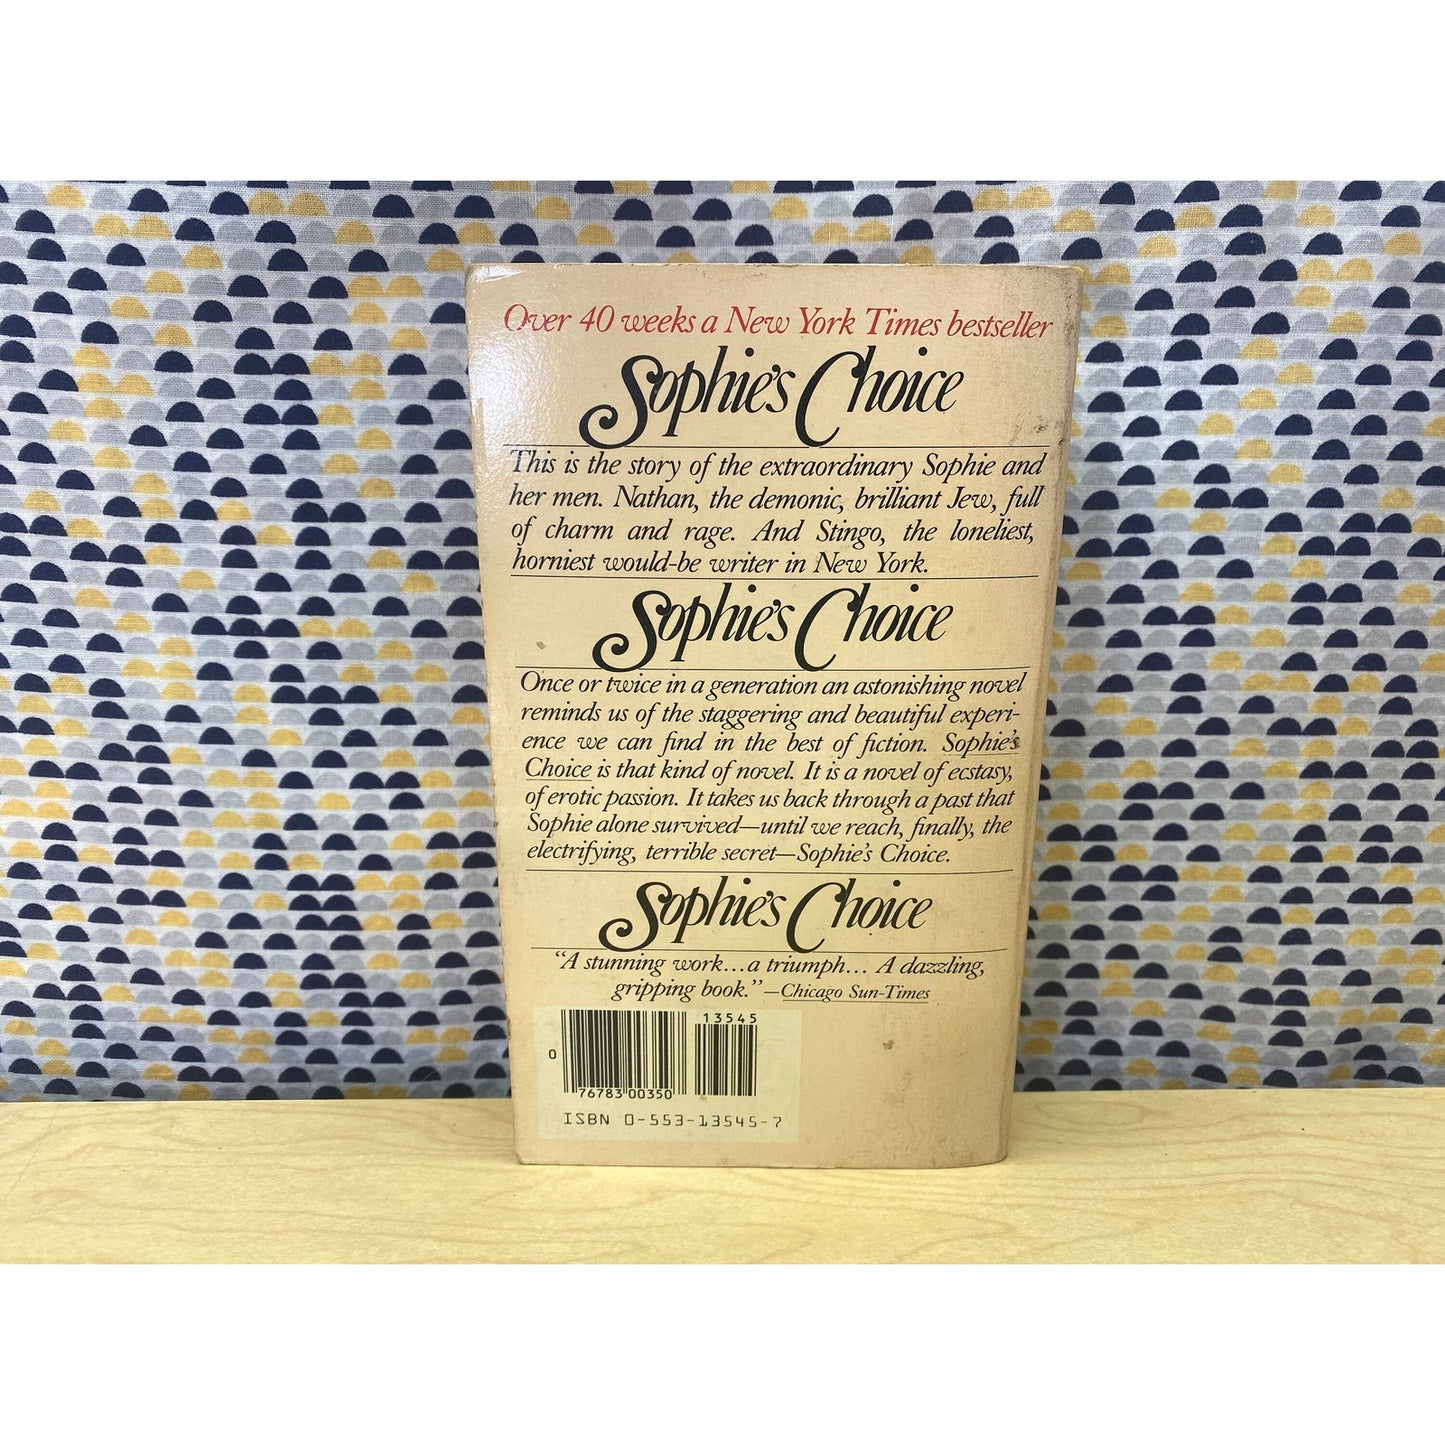 Over 40 weeks a New York Times bestseller
Sophie's Choice
This is the story of the extraordinary Sophie and
her men. Nathan, the demonic, brilliant Jew, full
of charm and rage. And Stingo, the loneliest,
horniest would-be writer in New York.
Sophie's Choice
Once or twice in a generation an astonishing novel
reminds us of the staggering and beautiful experi-
ence we can find in the best of fiction. Sophie's
Choice is that kind of novel. It is a novel of ecstasy,
of erotic passion. It takes us back through a past that
Sophie alone survived—until we reach, finally, the
electrifying, terrible secret—Sophie's Choice.
Sophie's Choice
“A stunning work...a triumph... A dazzling,
gripping book.”—Chicago Sun-Times
13545
0
76783 00350
ISBN 0-553-13545-7